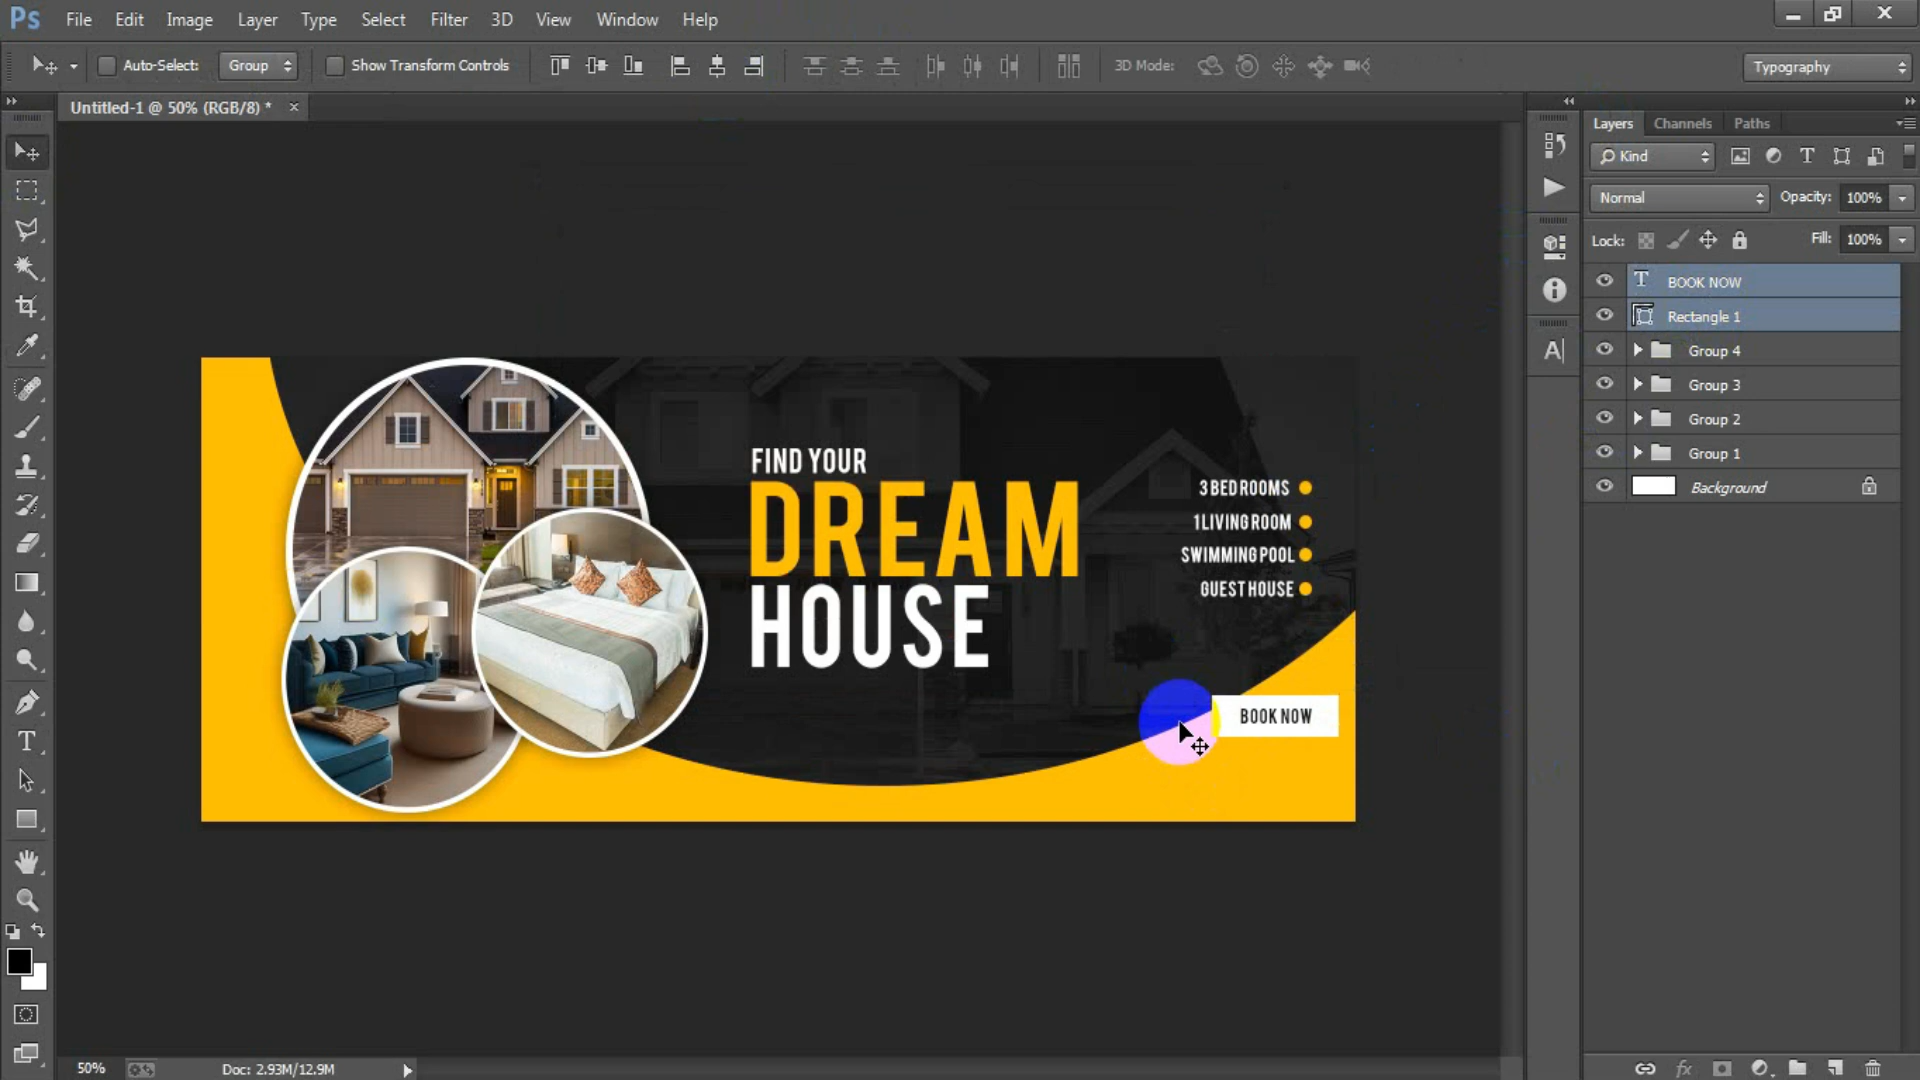 Ps File Edit Image Layer Type Select Filter 3D View Window Help
Auto-Select: Group Show Transform Controls 3D Mode: Typography
Untitled-1 @ 50% (RGB/8) * ×
Layers Channels Paths
Kind
Normal Opacity: 100%
Lock: Fill: 100%
T BOOK NOW
Rectangle 1
Group 4
Group 3
Group 2
Group 1
Background
FIND YOUR
DREAM
HOUSE
3 BED ROOMS
1 LIVING ROOM
SWIMMING POOL
GUEST HOUSE
BOOK NOW
50% Doc: 2.93M/12.9M